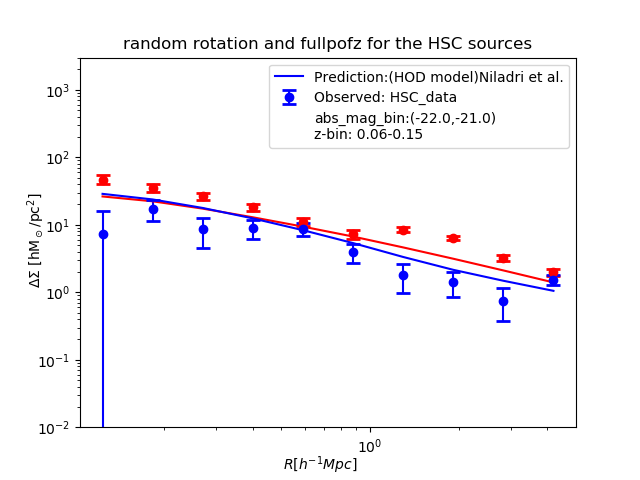 random rotation and fullpofz for the HSC sources
Prediction:(HOD model)Niladri et al.
Observed: HSC_data
abs_mag_bin:(-22.0,-21.0)
z-bin: 0.06-0.15
10³
10²
10¹
10⁰
10⁻¹
10⁻²
ΔΣ [hM⊙/pc²]
10⁰
R[h⁻¹Mpc]